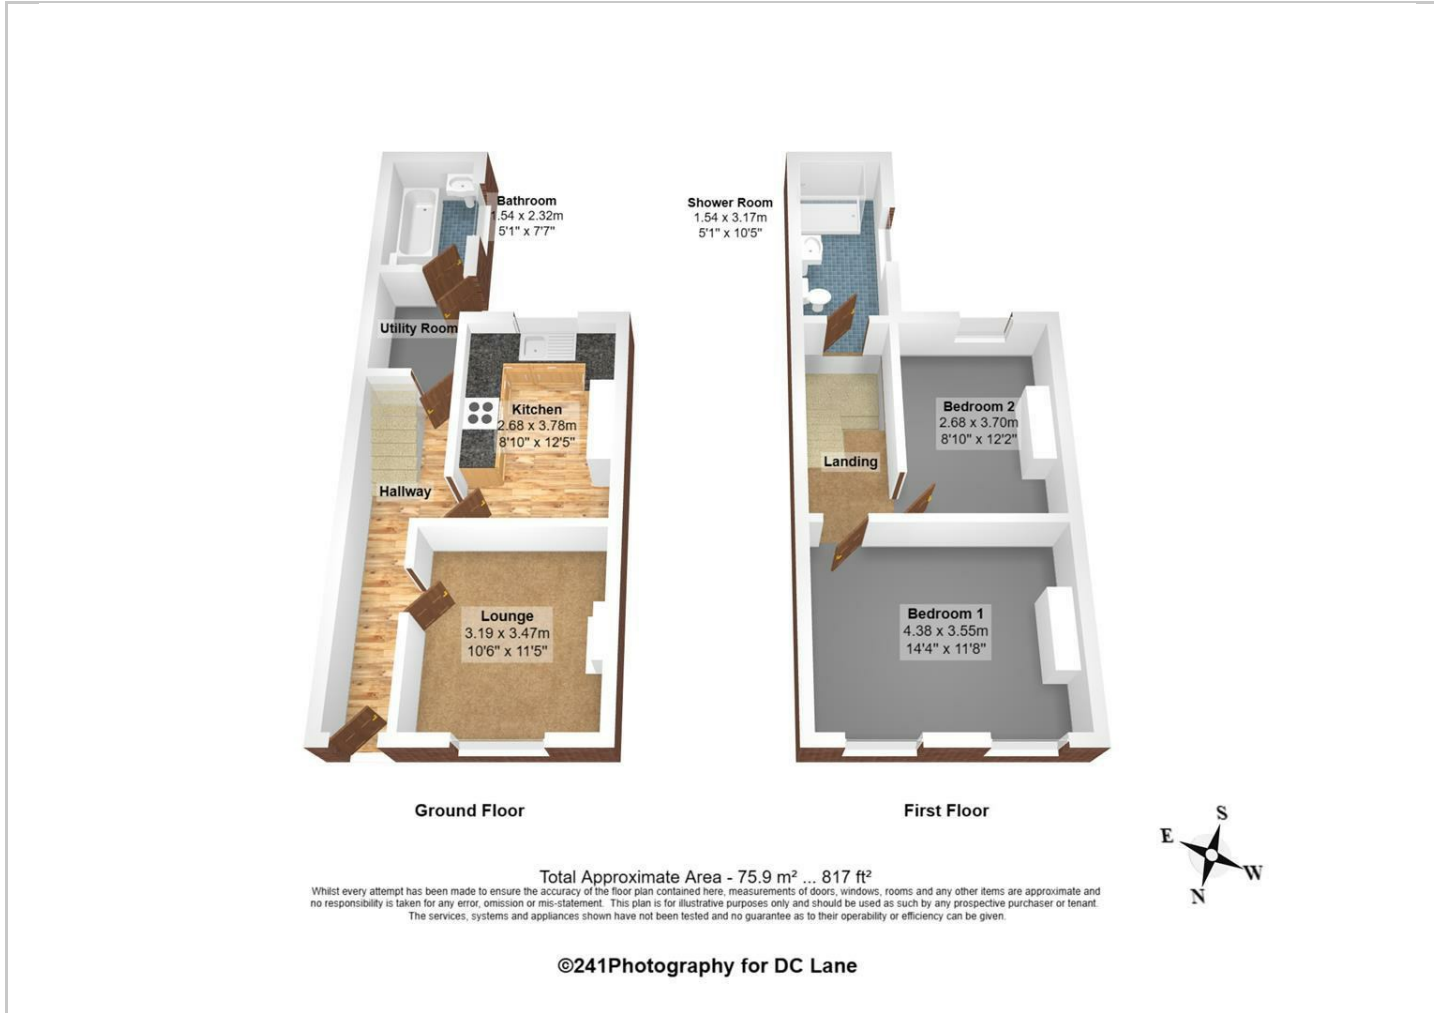 Bathroom
1.54 x 2.32m
5'1" x 7'7"
Utility Room
Kitchen
2.68 x 3.78m
8'10" x 12'5"
Hallway
Lounge
3.19 x 3.47m
10'6" x 11'5"
Ground Floor
Shower Room
1.54 x 3.17m
5'1" x 10'5"
Bedroom 2
2.68 x 3.70m
8'10" x 12'2"
Landing
Bedroom 1
4.38 x 3.55m
14'4" x 11'8"
First Floor
S
E
W
N
Total Approximate Area - 75.9 m² ... 817 ft²
Whilst every attempt has been made to ensure the accuracy of the floor plan contained here, measurements of doors, windows, rooms and any other items are approximate and
no responsibility is taken for any error, omission or mis-statement. This plan is for illustrative purposes only and should be used as such by any prospective purchaser or tenant.
The services, systems and appliances shown have not been tested and no guarantee as to their operability or efficiency can be given.
©241Photography for DC Lane